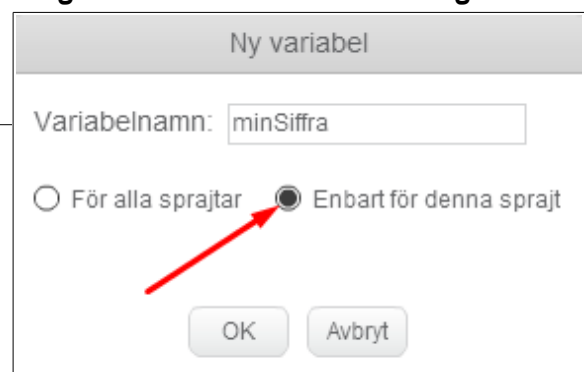 Ny variabel
Variabelnamn: minSiffra
För alla sprajtar Enbart för denna sprajt
OK Avbryt